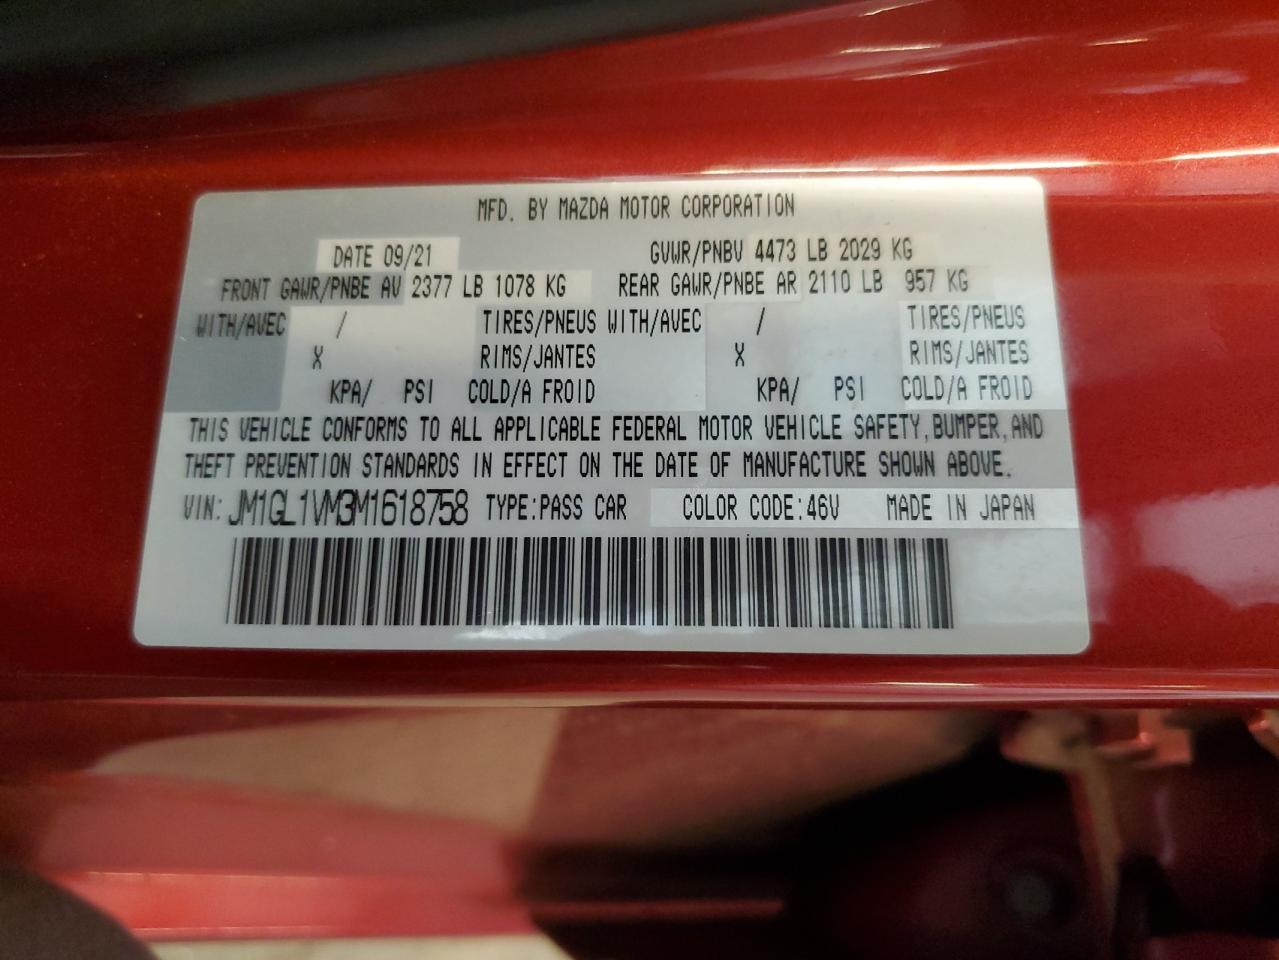 MFD. BY MAZDA MOTOR CORPORATION
DATE 09/21 GVWR/PNBV 4473 LB 2029 KG
FRONT GAWR/PNBE AV 2377 LB 1078 KG REAR GAWR/PNBE AR 2110 LB 957 KG
WITH/AVEC / TIRES/PNEUS WITH/AVEC / TIRES/PNEUS
X RIMS/JANTES X RIMS/JANTES
KPA/ PSI COLD/A FROID KPA/ PSI COLD/A FROID
THIS VEHICLE CONFORMS TO ALL APPLICABLE FEDERAL MOTOR VEHICLE SAFETY, BUMPER, AND
THEFT PREVENTION STANDARDS IN EFFECT ON THE DATE OF MANUFACTURE SHOWN ABOVE.
VIN: JM1GL1VM3M1618758 TYPE:PASS CAR COLOR CODE:46V MADE IN JAPAN